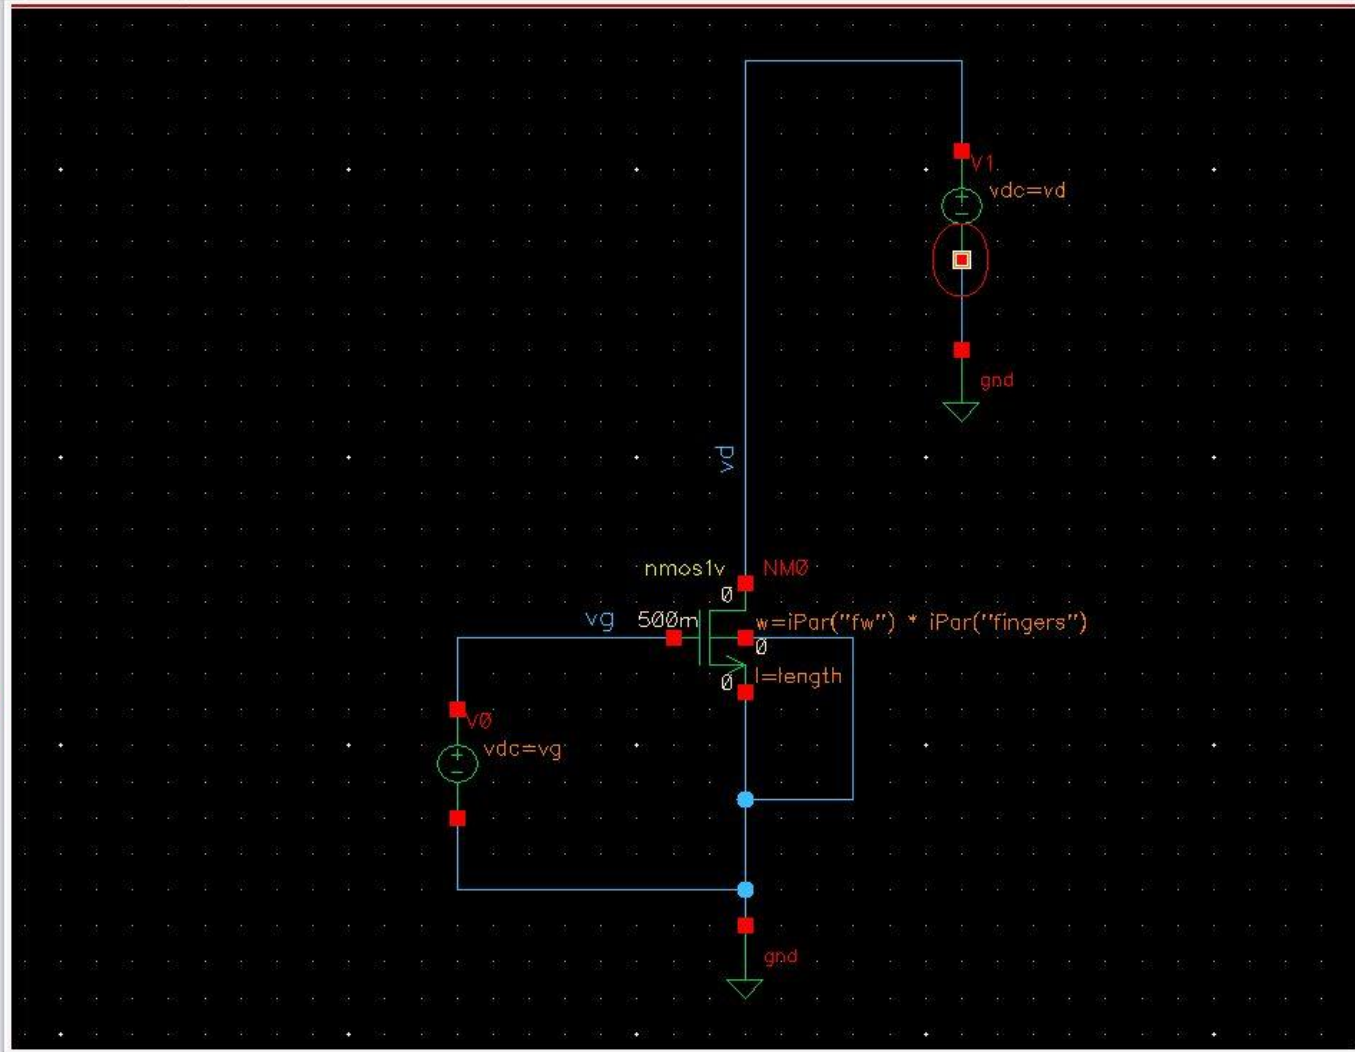 V1
vdc=vd
gnd
vd
nmos1v NM0
0
vg 500m w=iPar("fw") * iPar("fingers")
0
0 l=length
V0
vdc=vg
gnd